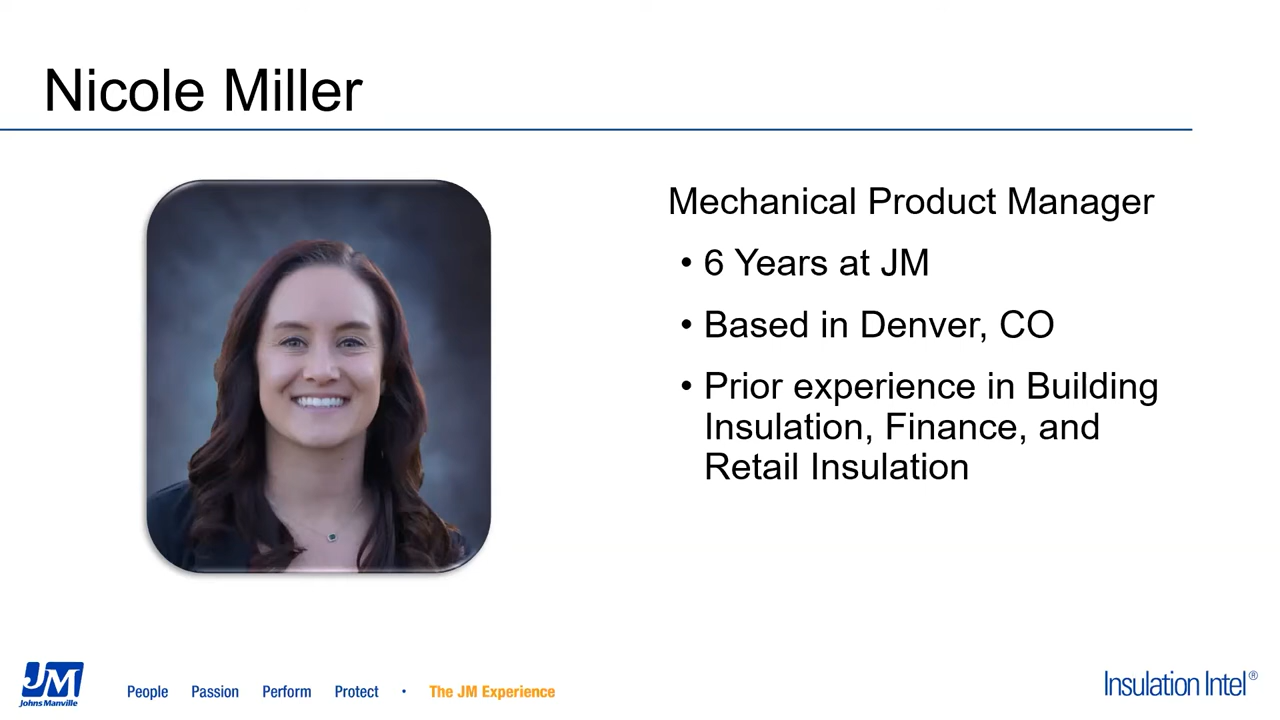 Nicole Miller
Mechanical Product Manager
• 6 Years at JM
• Based in Denver, CO
• Prior experience in Building
Insulation, Finance, and
Retail Insulation
JM
Johns Manville
People Passion Perform Protect • The JM Experience
Insulation Intel®